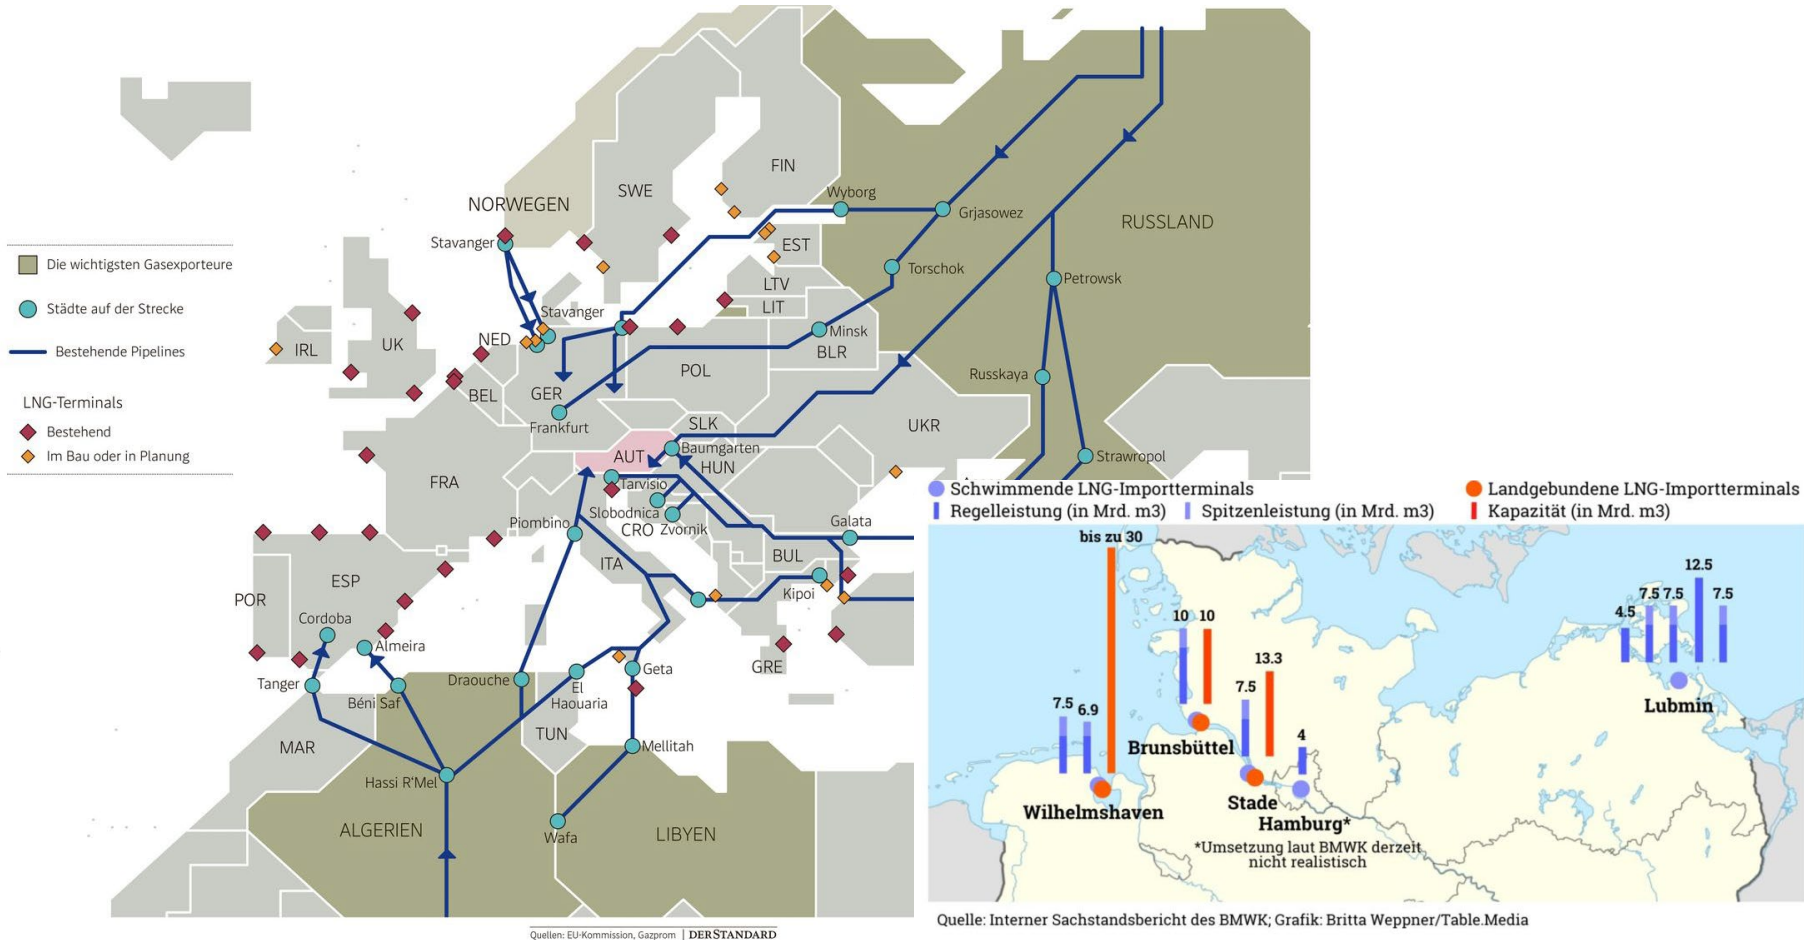 Die wichtigsten Gasexporteure
Städte auf der Strecke
Bestehende Pipelines
LNG-Terminals
Bestehend
Im Bau oder in Planung
NORWEGEN
Stavanger
SWE
FIN
Wyborg
Grjasowez
RUSSLAND
EST
Torschok
Petrowsk
LTV
LIT
Stavanger
Minsk
BLR
IRL
UK
NED
BEL
GER
POL
Russkaya
Frankfurt
SLK
UKR
Baumgarten
AUT
HUN
Strawropol
Tarvisio
FRA
Slobodnica
CRO
Zvornik
Piombino
Galata
ITA
BUL
Kipoi
ESP
POR
Cordoba
Almeira
GRE
Tanger
Béni Saf
Draouche
El
Haouaria
Geta
MAR
TUN
Mellitah
Hassi R'Mel
ALGERIEN
Wafa
LIBYEN
Quellen: EU-Kommission, Gazprom | DERSTANDARD
Schwimmende LNG-Importterminals
Landgebundene LNG-Importterminals
Regelleistung (in Mrd. m3)
Spitzenleistung (in Mrd. m3)
Kapazität (in Mrd. m3)
bis zu 30
12.5
7.5 7.5
7.5
4.5
10
10
13.3
7.5
7.5
6.9
4
Lubmin
Brunsbüttel
Wilhelmshaven
Stade
Hamburg*
*Umsetzung laut BMWK derzeit
nicht realistisch
Quelle: Interner Sachstandsbericht des BMWK; Grafik: Britta Weppner/Table.Media